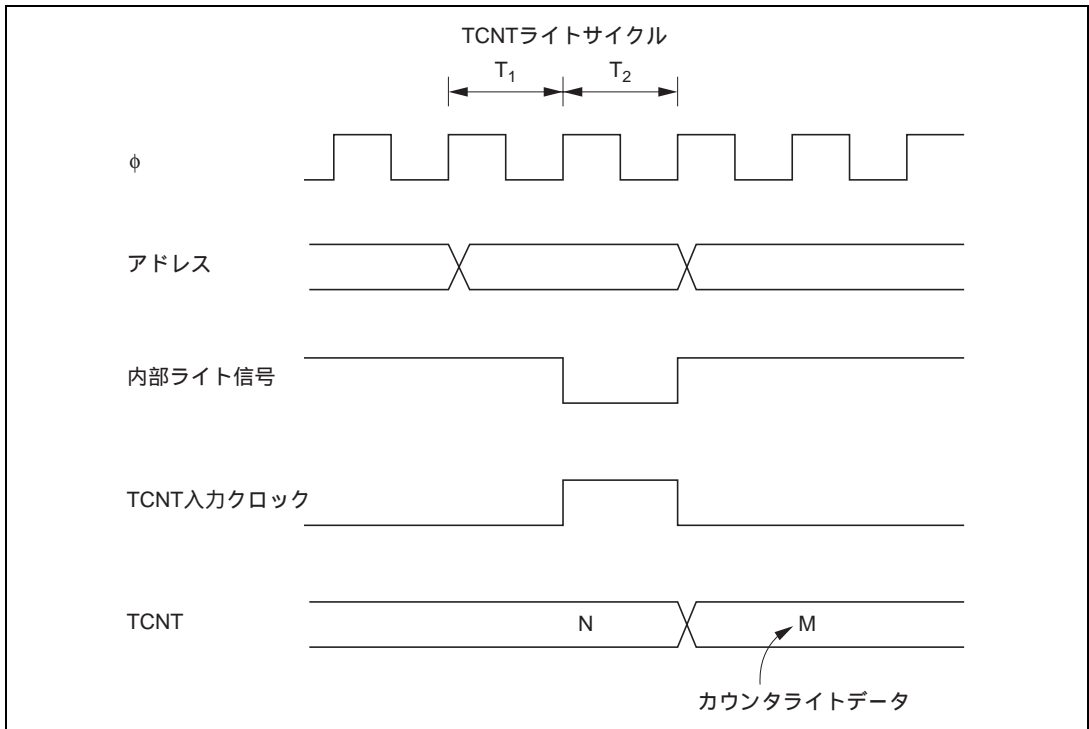 TCNTライトサイクル
T1 T2
φ
アドレス
内部ライト信号
TCNT入力クロック
TCNT N M
カウンタライトデータ